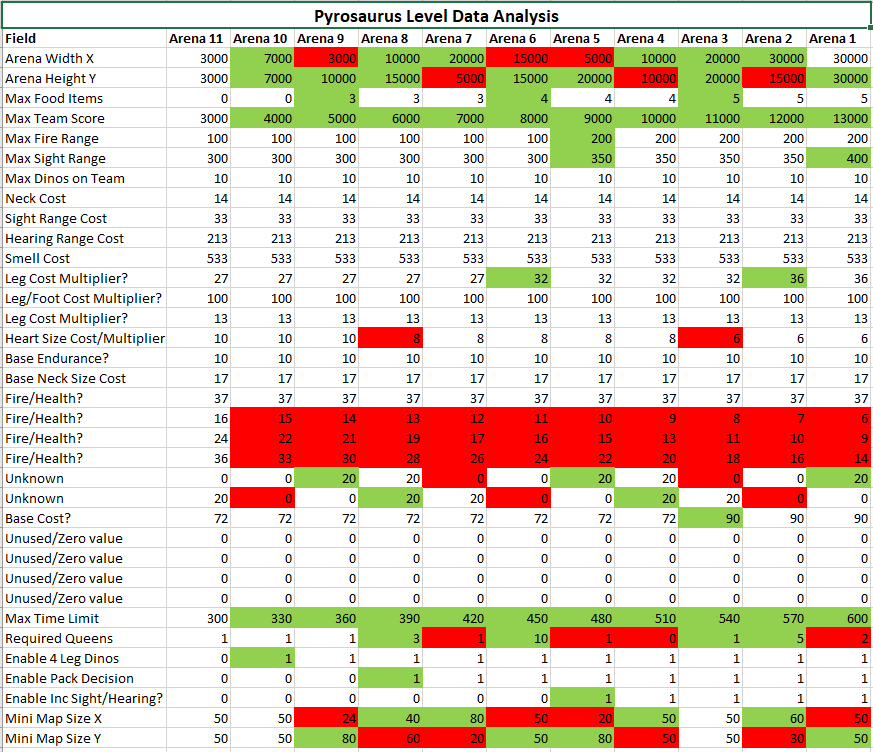 Pyrosaurus Level Data Analysis
Field Arena 11 Arena 10 Arena 9 Arena 8 Arena 7 Arena 6 Arena 5 Arena 4 Arena 3 Arena 2 Arena 1
Arena Width X 3000 7000 3000 10000 20000 15000 5000 10000 20000 30000 30000
Arena Height Y 3000 7000 10000 15000 5000 15000 20000 10000 20000 15000 30000
Max Food Items 0 0 3 3 3 4 4 4 5 5 5
Max Team Score 3000 4000 5000 6000 7000 8000 9000 10000 11000 12000 13000
Max Fire Range 100 100 100 100 100 100 200 200 200 200 200
Max Sight Range 300 300 300 300 300 300 350 350 350 350 400
Max Dinos on Team 10 10 10 10 10 10 10 10 10 10 10
Neck Cost 14 14 14 14 14 14 14 14 14 14 14
Sight Range Cost 33 33 33 33 33 33 33 33 33 33 33
Hearing Range Cost 213 213 213 213 213 213 213 213 213 213 213
Smell Cost 533 533 533 533 533 533 533 533 533 533 533
Leg Cost Multiplier? 27 27 27 27 27 32 32 32 32 36 36
Leg/Foot Cost Multiplier? 100 100 100 100 100 100 100 100 100 100 100
Leg Cost Multiplier? 13 13 13 13 13 13 13 13 13 13 13
Heart Size Cost/Multiplier 10 10 10 8 8 8 8 8 6 6 6
Base Endurance? 10 10 10 10 10 10 10 10 10 10 10
Base Neck Size Cost 17 17 17 17 17 17 17 17 17 17 17
Fire/Health? 37 37 37 37 37 37 37 37 37 37 37
Fire/Health? 16 15 14 13 12 11 10 9 8 7 6
Fire/Health? 24 22 21 19 17 16 15 13 11 10 9
Fire/Health? 36 33 30 28 26 24 22 20 18 16 14
Unknown 0 0 20 20 0 0 20 20 0 0 20
Unknown 20 0 0 20 20 0 0 20 20 0 0
Base Cost? 72 72 72 72 72 72 72 72 90 90 90
Unused/Zero value 0 0 0 0 0 0 0 0 0 0 0
Unused/Zero value 0 0 0 0 0 0 0 0 0 0 0
Unused/Zero value 0 0 0 0 0 0 0 0 0 0 0
Unused/Zero value 0 0 0 0 0 0 0 0 0 0 0
Max Time Limit 300 330 360 390 420 450 480 510 540 570 600
Required Queens 1 1 1 3 1 10 1 0 1 5 2
Enable 4 Leg Dinos 0 1 1 1 1 1 1 1 1 1 1
Enable Pack Decision 0 0 0 1 1 1 1 1 1 1 1
Enable Inc Sight/Hearing? 0 0 0 0 0 0 1 1 1 1 1
Mini Map Size X 50 50 24 40 80 50 20 50 50 60 50
Mini Map Size Y 50 50 80 60 20 50 80 50 50 30 50